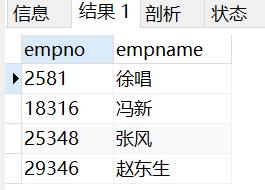 信息 结果 1 剖析 状态
empno empname
2581 徐唱
18316 冯新
25348 张风
29346 赵东生